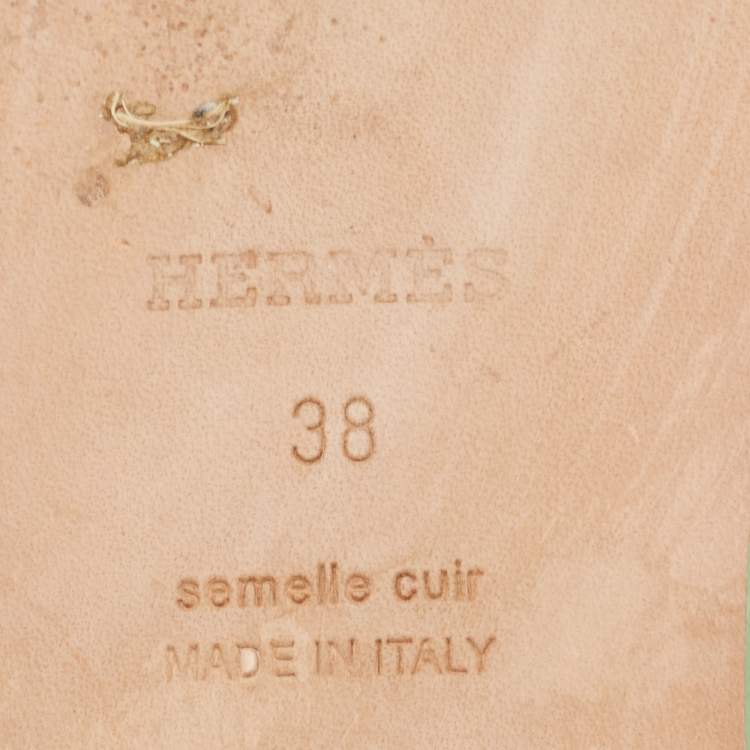 HERMÈS
38
semelle cuir
MADE IN ITALY